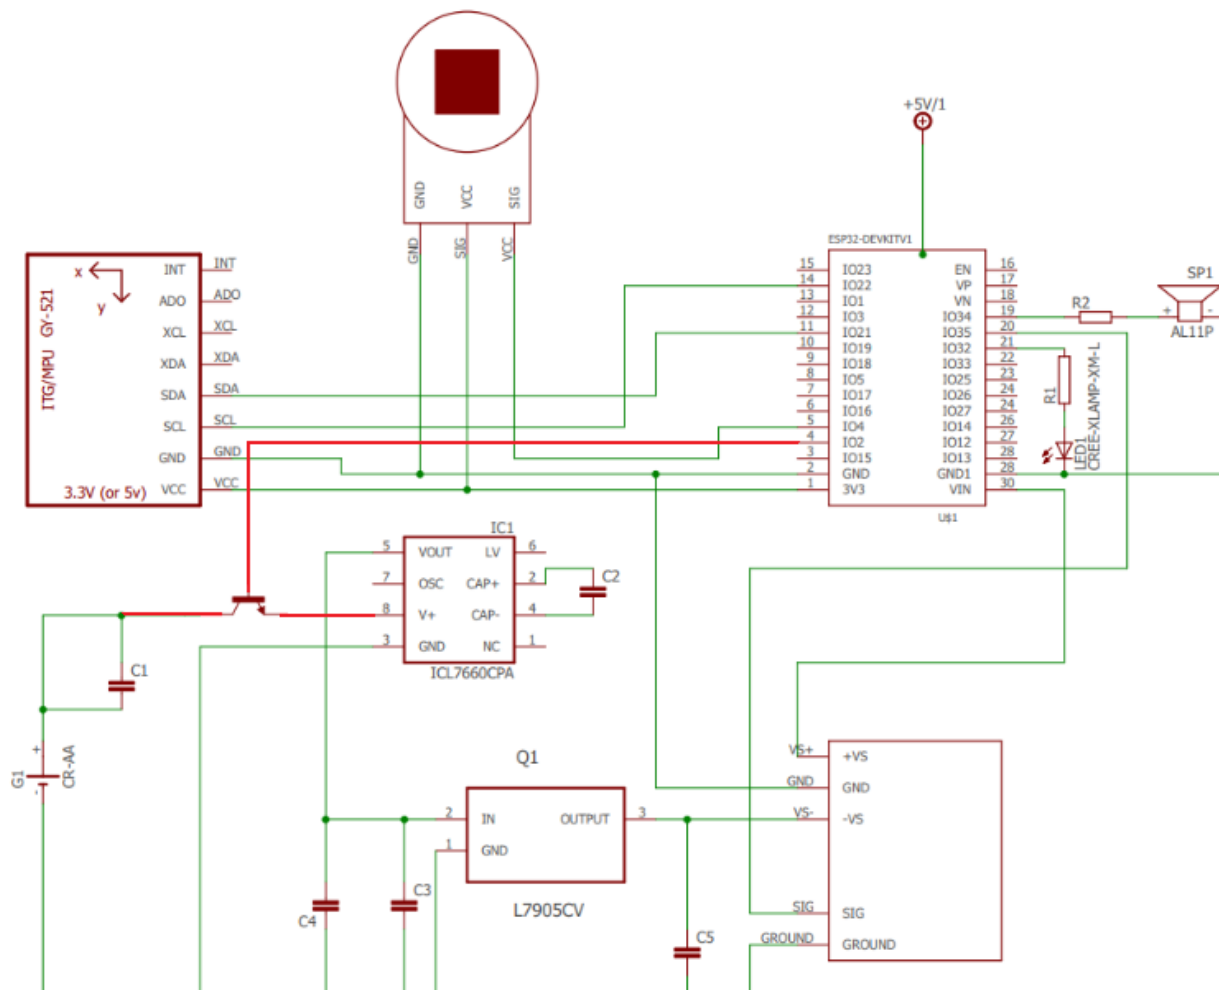 +5V/1
GND
VCC
SIG
GND
SIG
VCC
ITG/MPU GY-521
x
y
INT INT
ADO ADO
XCL XCL
XDA XDA
SDA SDA
SCL SCL
GND GND
VCC VCC
3.3V (or 5v)
ESP32-DEVKITV1
15 IO23 EN 16
14 IO22 VP 17
13 IO1 VN 18
12 IO3 IO34 19
11 IO21 IO35 20
10 IO19 IO32 21
9 IO18 IO33 22
8 IO5 IO25 23
7 IO17 IO26 24
6 IO16 IO27 24
5 IO4 IO14 26
4 IO2 IO12 27
3 IO15 IO13 28
2 GND GND1 28
1 3V3 VIN 30
U$1
SP1
R2
+ -
AL11P
R1
LED1
CREE-XLAMP-XM-L
IC1
5 VOUT LV 6
7 OSC CAP+ 2
8 V+ CAP- 4
3 GND NC 1
ICL7660CPA
C2
C1
G1
+
-
CR-AA
Q1
2 IN OUTPUT 3
1 GND
L7905CV
C4
C3
C5
VS+ +VS
GND GND
VS- -VS
SIG SIG
GROUND GROUND